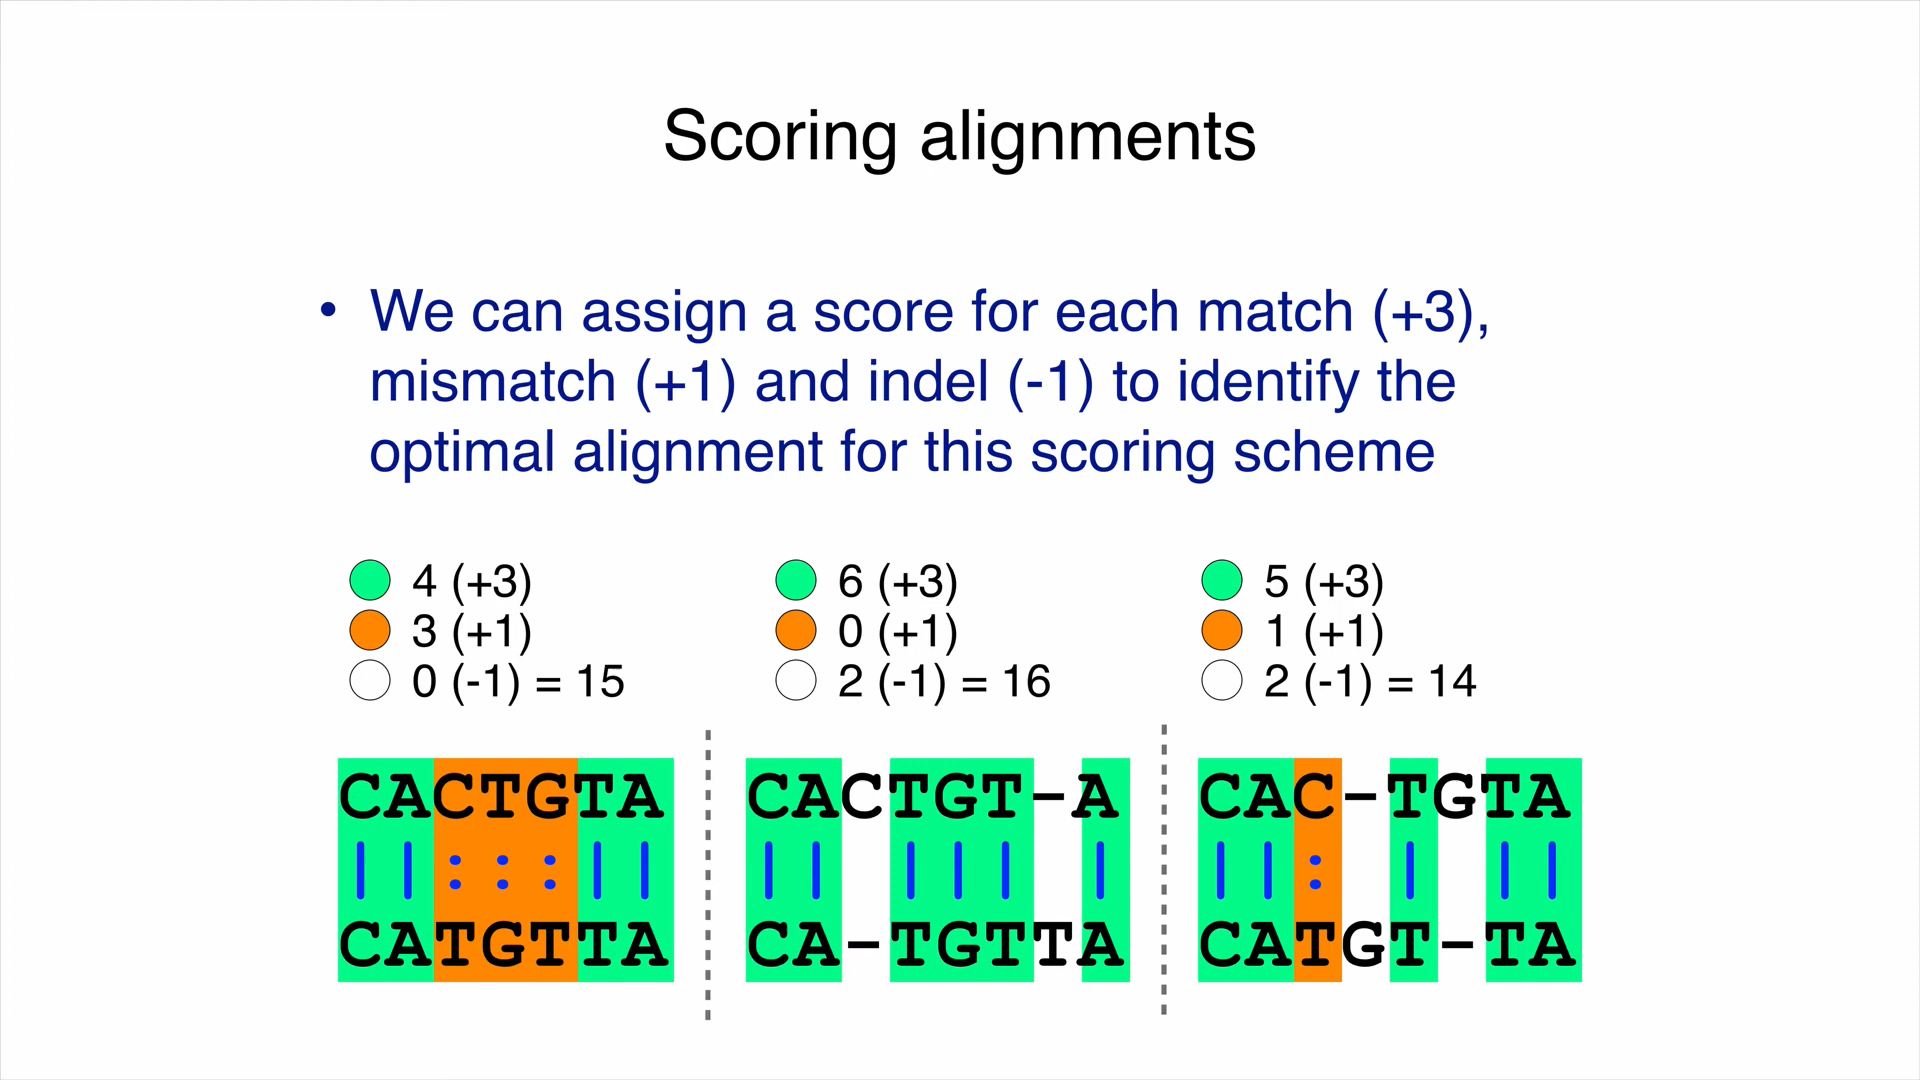 Scoring alignments
• We can assign a score for each match (+3),
mismatch (+1) and indel (-1) to identify the
optimal alignment for this scoring scheme
4 (+3)
3 (+1)
0 (-1) = 15
6 (+3)
0 (+1)
2 (-1) = 16
5 (+3)
1 (+1)
2 (-1) = 14
CACTGTA
||:::||
CATGTTA
CACTGT-A
|| ||| |
CA-TGTTA
CAC-TGTA
||: | ||
CATGT-TA